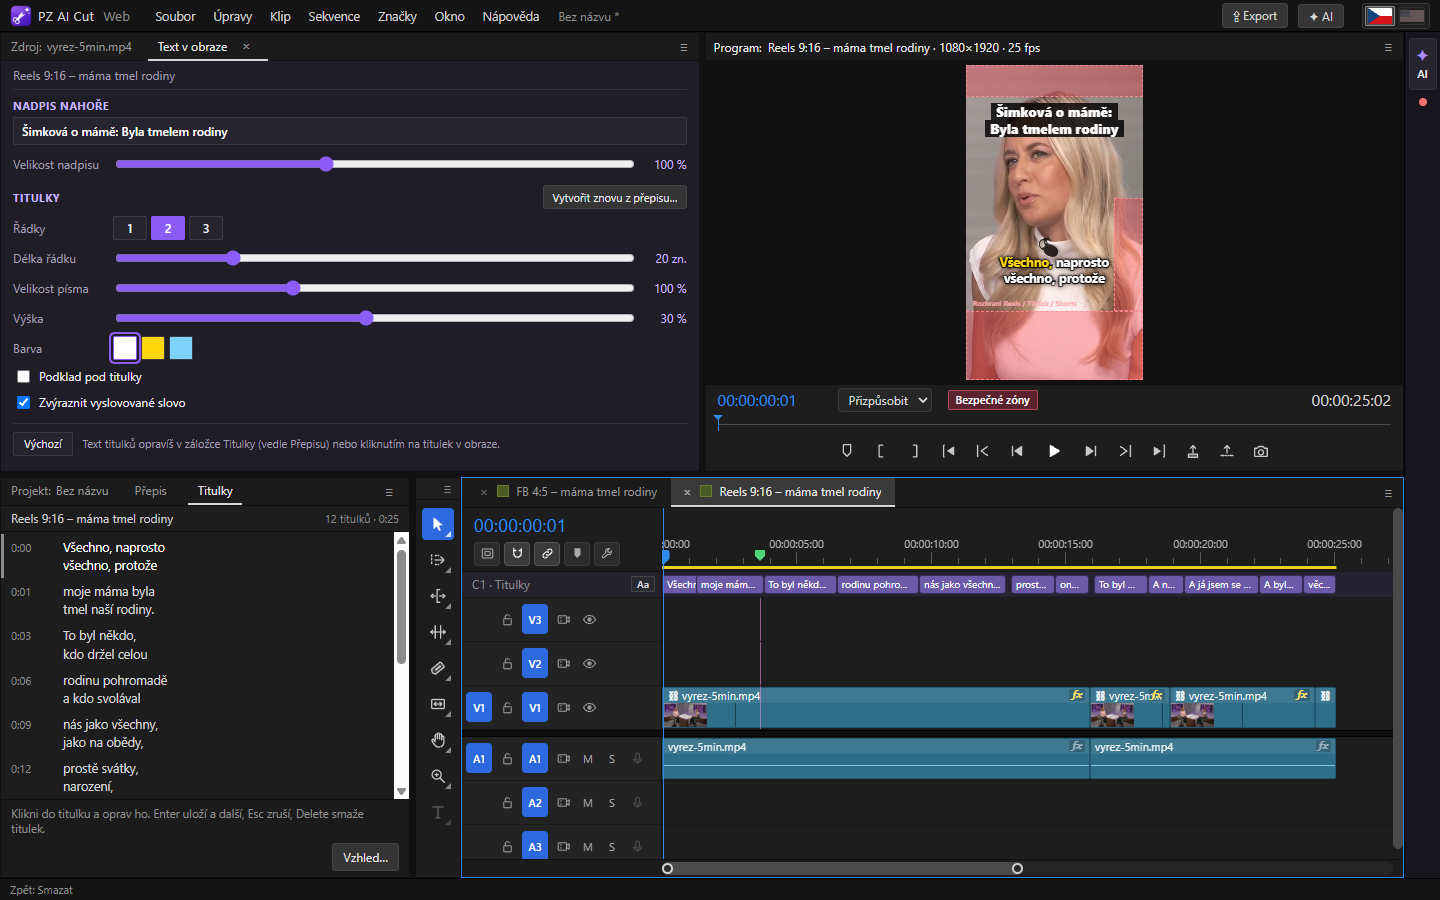 PZ AI Cut Web
Soubor
Úpravy
Klip
Sekvence
Značky
Okno
Nápověda
Bez názvu *
Export
AI
Zdroj: vyrez-5min.mp4
Text v obraze
Reels 9:16 – máma tmel rodiny
NADPIS NAHOŘE
Šimková o mámě: Byla tmelem rodiny
Velikost nadpisu
100 %
TITULKY
Vytvořit znovu z přepisu...
Řádky
1
2
3
Délka řádku
20 zn.
Velikost písma
100 %
Výška
30 %
Barva
Podklad pod titulky
Zvýraznit vyslovované slovo
Výchozí
Text titulků opravíš v záložce Titulky (vedle Přepisu) nebo kliknutím na titulek v obraze.
Program: Reels 9:16 – máma tmel rodiny · 1080×1920 · 25 fps
Šimková o mámě:
Byla tmelem rodiny
Všechno, naprosto
všechno, protože
Rozhraní Reels / TikTok / Shorts
00:00:00:01
Přizpůsobit
Bezpečné zóny
00:00:25:02
AI
Projekt: Bez názvu
Přepis
Titulky
Reels 9:16 – máma tmel rodiny
12 titulků · 0:25
0:00
Všechno, naprosto
všechno, protože
0:01
moje máma byla
tmel naší rodiny.
0:03
To byl někdo,
kdo držel celou
0:06
rodinu pohromadě
a kdo svolával
0:09
nás jako všechny,
jako na obědy,
0:12
prostě svátky,
narození,
Klikni do titulku a oprav ho. Enter uloží a další, Esc zruší, Delete smaže
titulek.
Vzhled...
FB 4:5 – máma tmel rodiny
Reels 9:16 – máma tmel rodiny
00:00:00:01
:00:00
00:00:05:00
00:00:10:00
00:00:15:00
00:00:20:00
00:00:25:00
C1 · Titulky
Aa
Všechr
moje mám...
To byl někd...
rodinu pohro...
nás jako všechn...
prost...
on...
To byl ...
A n...
A já jsem se ...
A byl...
věc...
V3
V2
V1
V1
vyrez-5min.mp4
fx
vyrez-5m
fx
vyrez-5min.mp4
fx
A1
A1
M
S
vyrez-5min.mp4
fx
vyrez-5min.mp4
fx
A2
M
S
A3
M
S
Zpět: Smazat